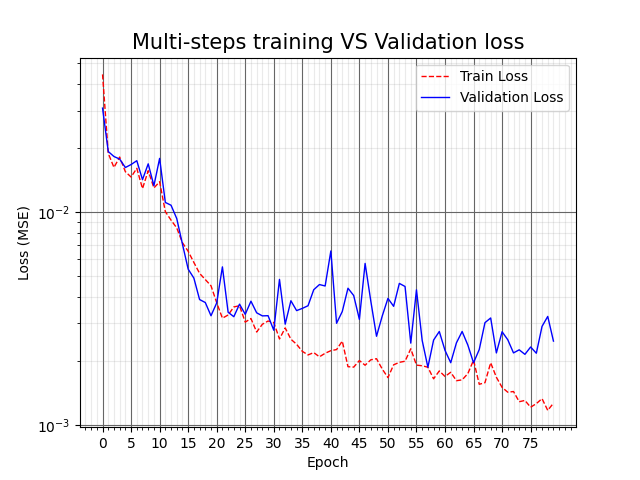 Multi-steps training VS Validation loss
Train Loss
Validation Loss
Loss (MSE)
10⁻²
10⁻³
0 5 10 15 20 25 30 35 40 45 50 55 60 65 70 75
Epoch